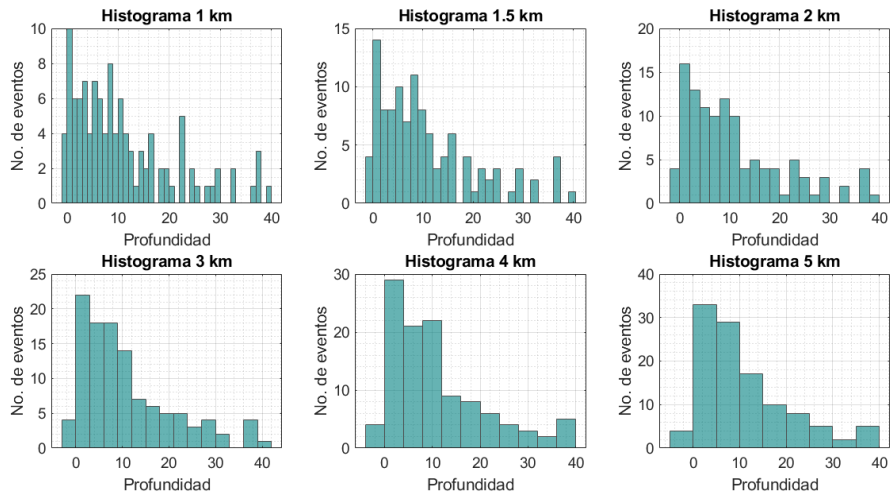 Histograma 1 km
No. de eventos
10
8
6
4
2
0
0 10 20 30 40
Profundidad
Histograma 1.5 km
No. de eventos
15
10
5
0
0 10 20 30 40
Profundidad
Histograma 2 km
No. de eventos
20
15
10
5
0
0 10 20 30 40
Profundidad
Histograma 3 km
No. de eventos
25
20
15
10
5
0
0 10 20 30 40
Profundidad
Histograma 4 km
No. de eventos
30
20
10
0
0 10 20 30 40
Profundidad
Histograma 5 km
No. de eventos
40
30
20
10
0
0 10 20 30 40
Profundidad